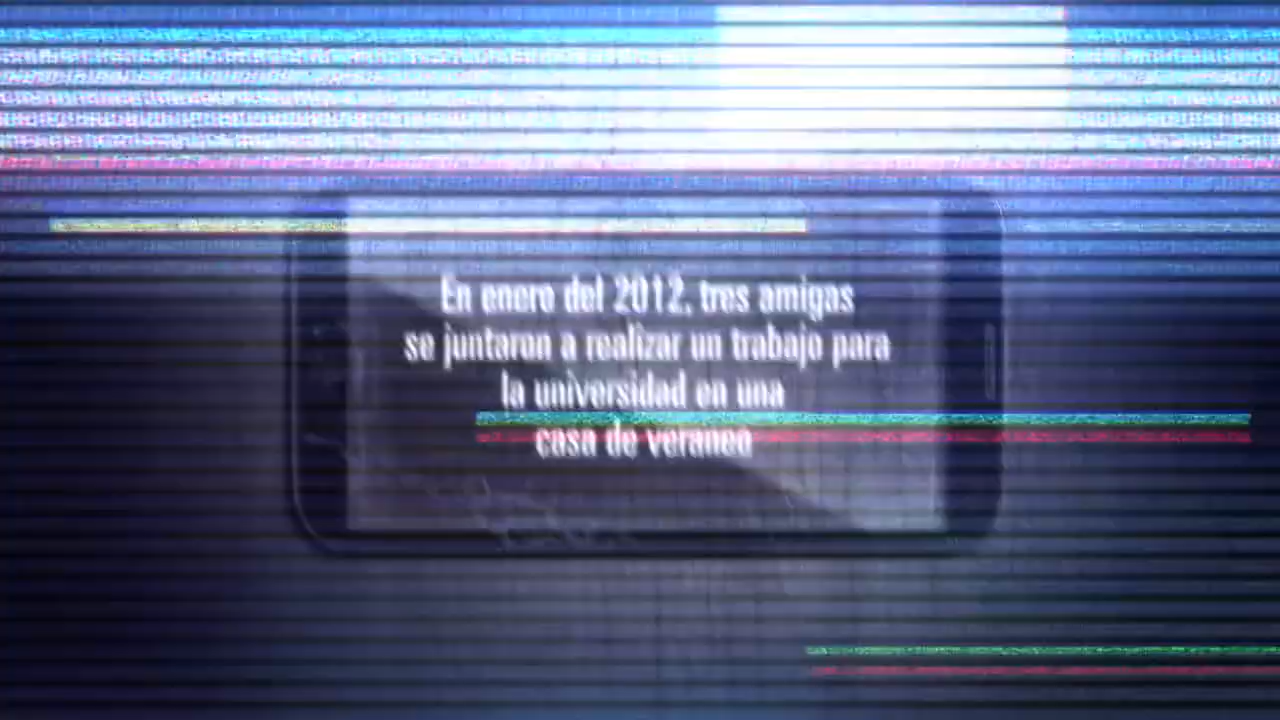 En enero del 2012, tres amigas
se juntaron a realizar un trabajo para
la universidad en una
casa de veraneo